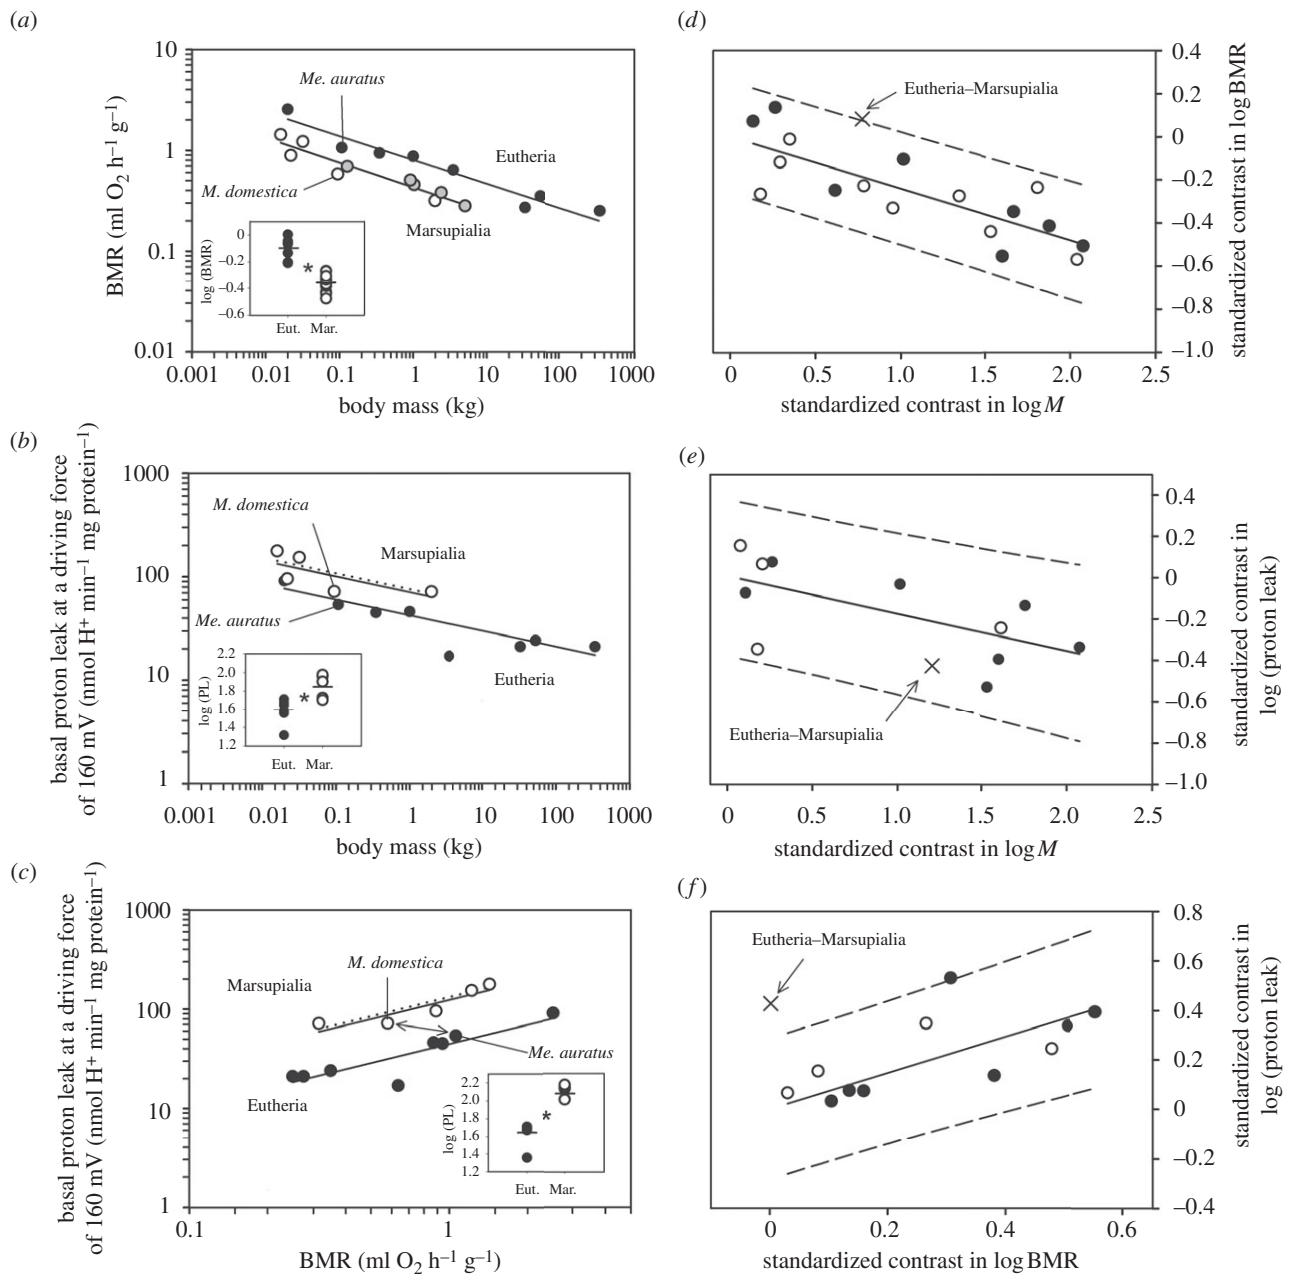 (a)
BMR (ml O2 h–1 g–1)
10
1
0.1
0.01
Me. auratus
Eutheria
M. domestica
Marsupialia
log (BMR)
0
–0.2
–0.4
–0.6
*
Eut. Mar.
0.001 0.01 0.1 1 10 100 1000
body mass (kg)
(d)
Eutheria–Marsupialia
0.4
0.2
0
–0.2
–0.4
–0.6
–0.8
–1.0
standardized contrast in log BMR
0 0.5 1.0 1.5 2.0 2.5
standardized contrast in log M
(b)
basal proton leak at a driving force
of 160 mV (nmol H+ min–1 mg protein–1)
1000
100
10
1
M. domestica
Marsupialia
Me. auratus
Eutheria
log (PL)
2.2
2.0
1.8
1.6
1.4
1.2
*
Eut. Mar.
0.001 0.01 0.1 1 10 100 1000
body mass (kg)
(e)
Eutheria–Marsupialia
0.4
0.2
0
–0.2
–0.4
–0.6
–0.8
–1.0
standardized contrast in
log (proton leak)
0 0.5 1.0 1.5 2.0 2.5
standardized contrast in log M
(c)
basal proton leak at a driving force
of 160 mV (nmol H+ min–1 mg protein–1)
1000
100
10
1
M. domestica
Marsupialia
Me. auratus
Eutheria
log (PL)
2.2
2.0
1.8
1.6
1.4
1.2
*
Eut. Mar.
0.1 1
BMR (ml O2 h–1 g–1)
(f)
Eutheria–Marsupialia
0.8
0.6
0.4
0.2
0
–0.2
–0.4
standardized contrast in
log (proton leak)
0 0.2 0.4 0.6
standardized contrast in log BMR